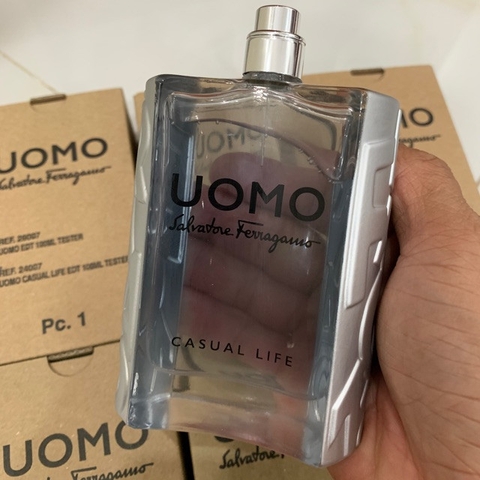 UOMO
Salvatore Ferragamo
CASUAL LIFE
UOMO
UOMO
Salvatore Ferragamo
REF. 26007
UOMO EDT 100ML TESTER
REF. 24007
UOMO CASUAL LIFE EDT 100ML TESTER
Pc. 1
UOMO
Salvatore Ferragamo
Salvatore Ferragamo